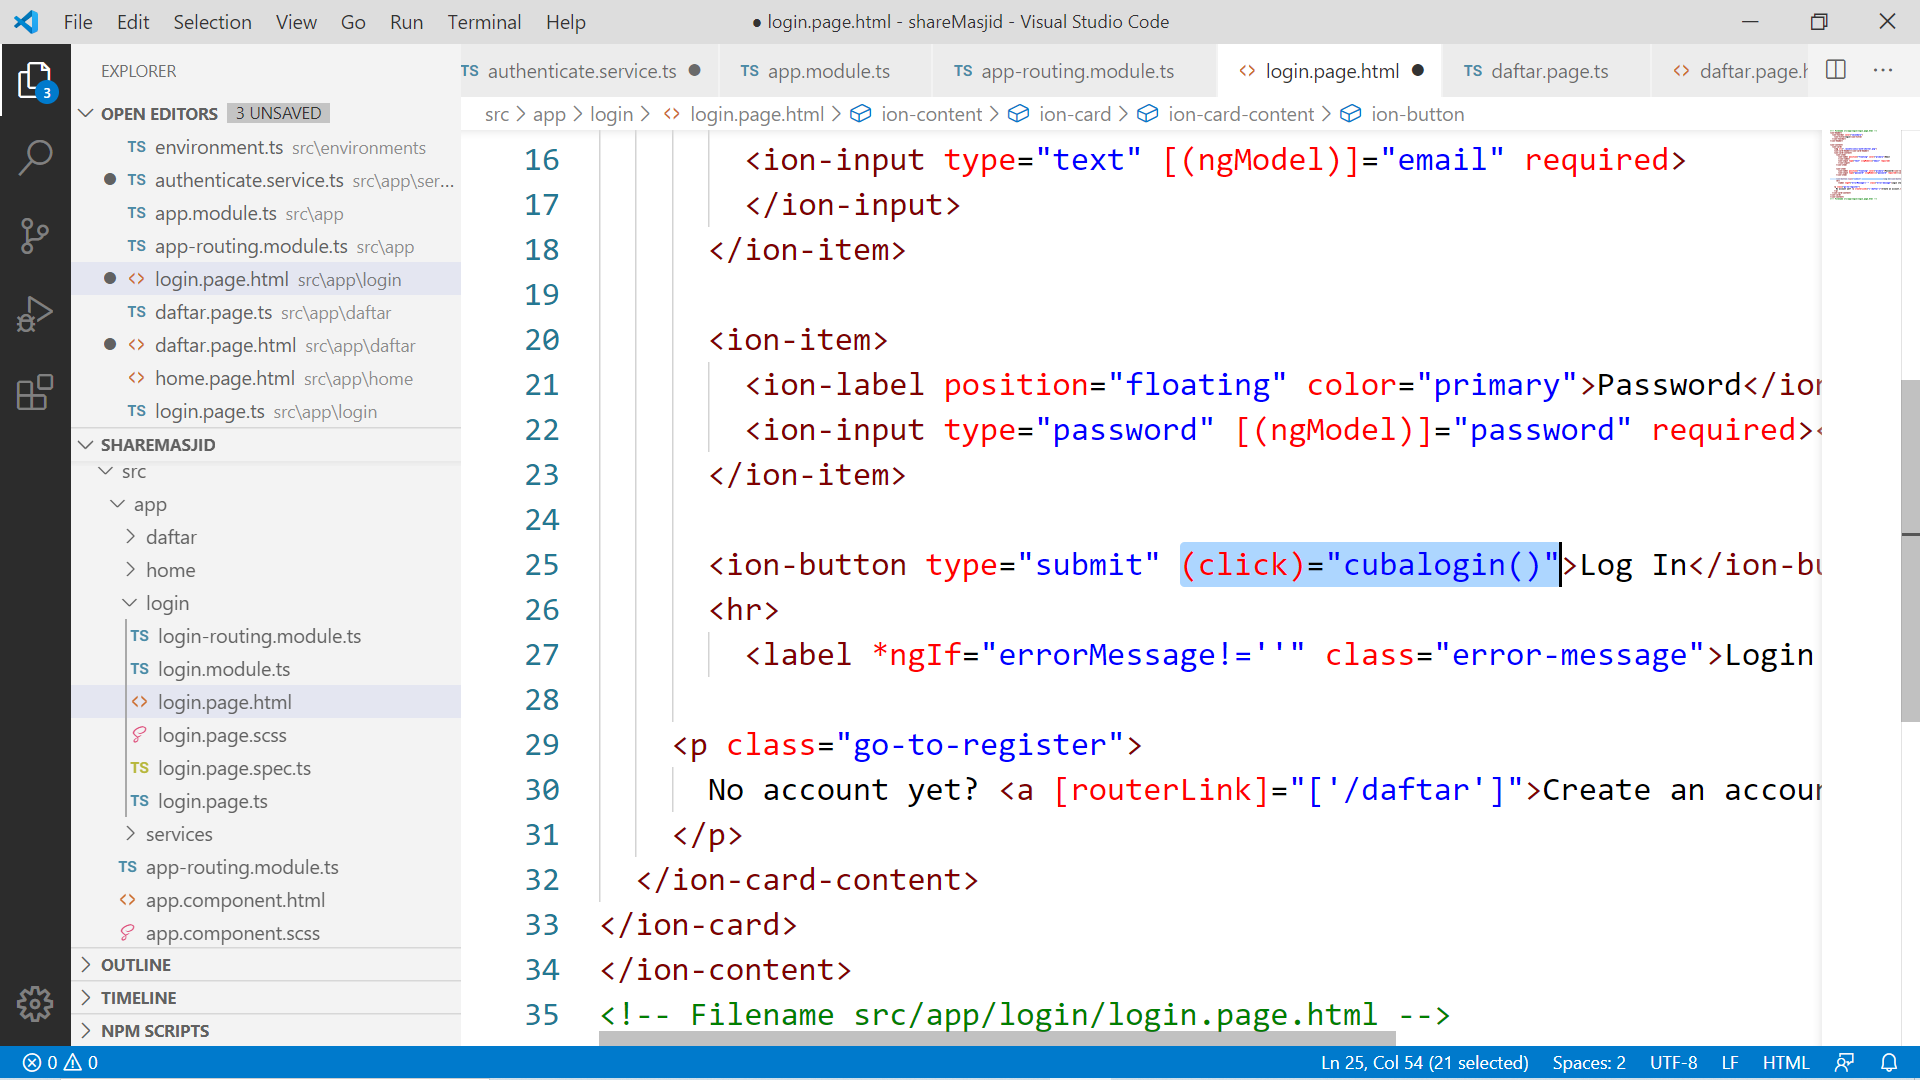 File Edit Selection View Go Run Terminal Help
● login.page.html - shareMasjid - Visual Studio Code
3
EXPLORER
OPEN EDITORS 3 UNSAVED
TS environment.ts src\environments
● TS authenticate.service.ts src\app\ser...
TS app.module.ts src\app
TS app-routing.module.ts src\app
● <> login.page.html src\app\login
TS daftar.page.ts src\app\daftar
● <> daftar.page.html src\app\daftar
<> home.page.html src\app\home
TS login.page.ts src\app\login
SHAREMASJID
src
app
daftar
home
login
TS login-routing.module.ts
TS login.module.ts
<> login.page.html
login.page.scss
TS login.page.spec.ts
TS login.page.ts
services
TS app-routing.module.ts
<> app.component.html
app.component.scss
OUTLINE
TIMELINE
NPM SCRIPTS
TS authenticate.service.ts ● TS app.module.ts TS app-routing.module.ts <> login.page.html ● TS daftar.page.ts <> daftar.page.h
src > app > login > <> login.page.html > ion-content > ion-card > ion-card-content > ion-button
16 <ion-input type="text" [(ngModel)]="email" required>
17 </ion-input>
18 </ion-item>
19
20 <ion-item>
21 <ion-label position="floating" color="primary">Password</ion
22 <ion-input type="password" [(ngModel)]="password" required><
23 </ion-item>
24
25 <ion-button type="submit" (click)="cubalogin()">Log In</ion-bu
26 <hr>
27 <label *ngIf="errorMessage!=''" class="error-message">Login
28
29 <p class="go-to-register">
30 No account yet? <a [routerLink]="['/daftar']">Create an accoun
31 </p>
32 </ion-card-content>
33 </ion-card>
34 </ion-content>
35 <!-- Filename src/app/login/login.page.html -->
0 0
Ln 25, Col 54 (21 selected) Spaces: 2 UTF-8 LF HTML